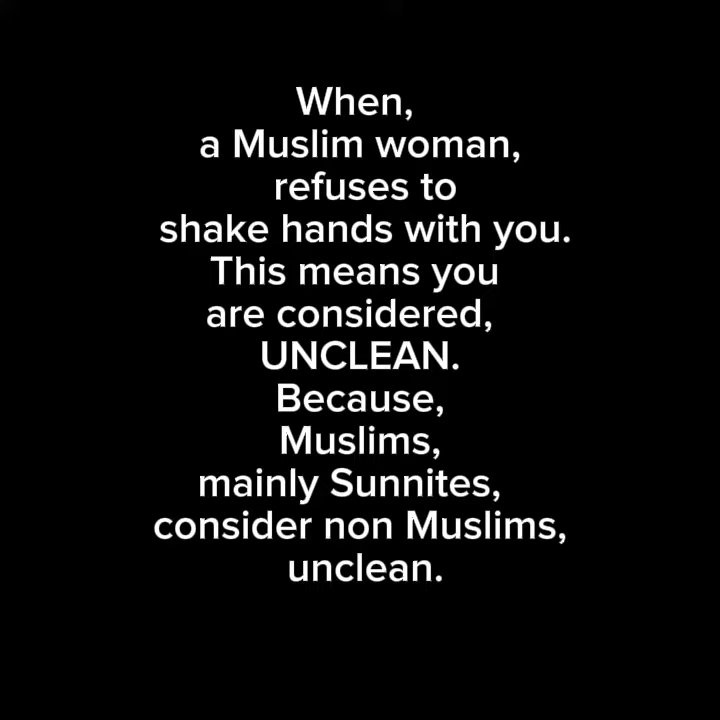 When,
a Muslim woman,
refuses to
shake hands with you.
This means you
are considered,
UNCLEAN.
Because,
Muslims,
mainly Sunnites,
consider non Muslims,
unclean.